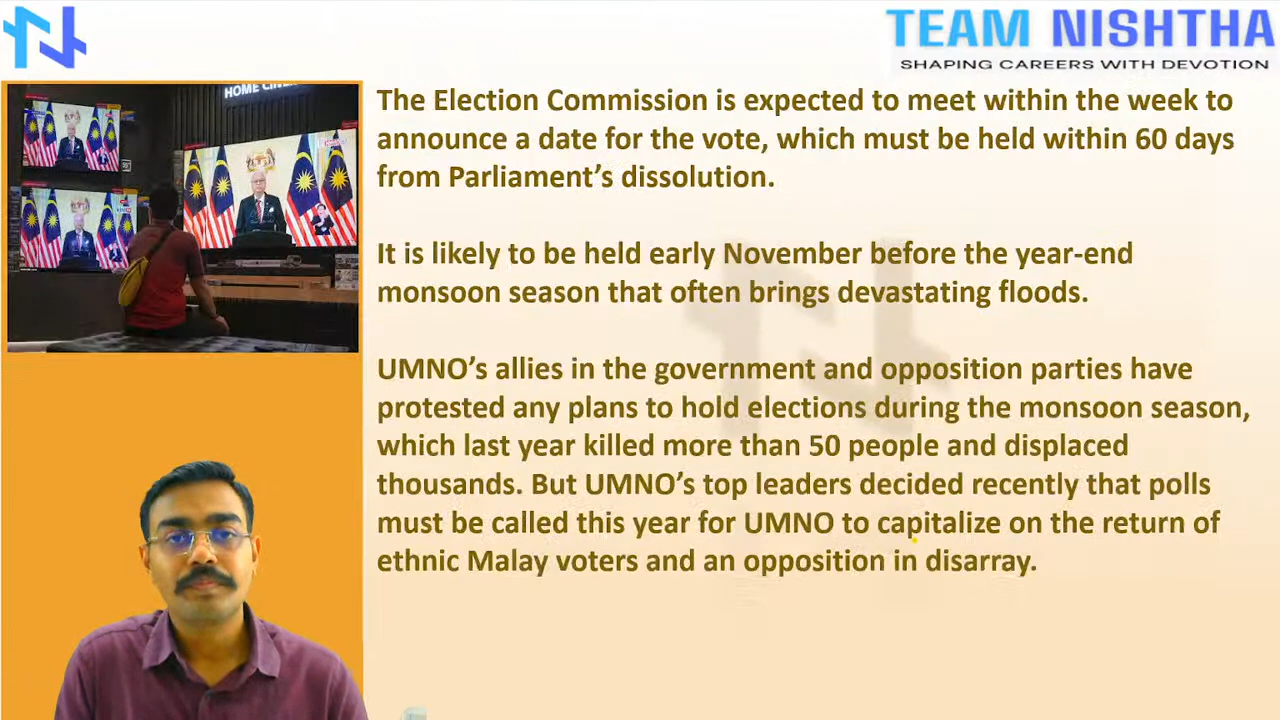 TEAM NISHTHA
SHAPING CAREERS WITH DEVOTION
The Election Commission is expected to meet within the week to
announce a date for the vote, which must be held within 60 days
from Parliament’s dissolution.
It is likely to be held early November before the year-end
monsoon season that often brings devastating floods.
UMNO’s allies in the government and opposition parties have
protested any plans to hold elections during the monsoon season,
which last year killed more than 50 people and displaced
thousands. But UMNO’s top leaders decided recently that polls
must be called this year for UMNO to capitalize on the return of
ethnic Malay voters and an opposition in disarray.
HOME